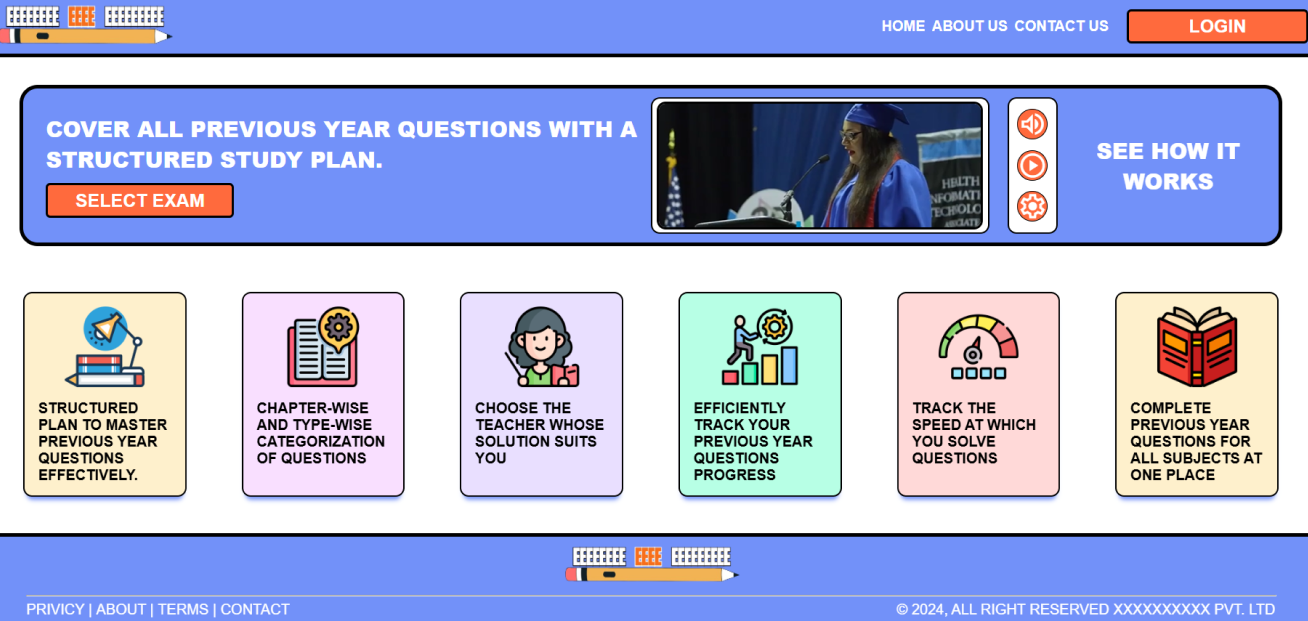 HOME ABOUT US CONTACT US LOGIN
COVER ALL PREVIOUS YEAR QUESTIONS WITH A
STRUCTURED STUDY PLAN.
SELECT EXAM
HEALTH
INFORMATI
TECHNOLO
SEE HOW IT
WORKS
STRUCTURED
PLAN TO MASTER
PREVIOUS YEAR
QUESTIONS
EFFECTIVELY.
CHAPTER-WISE
AND TYPE-WISE
CATEGORIZATION
OF QUESTIONS
CHOOSE THE
TEACHER WHOSE
SOLUTION SUITS
YOU
EFFICIENTLY
TRACK YOUR
PREVIOUS YEAR
QUESTIONS
PROGRESS
TRACK THE
SPEED AT WHICH
YOU SOLVE
QUESTIONS
COMPLETE
PREVIOUS YEAR
QUESTIONS FOR
ALL SUBJECTS AT
ONE PLACE
PRIVICY | ABOUT | TERMS | CONTACT
© 2024, ALL RIGHT RESERVED XXXXXXXXXX PVT. LTD